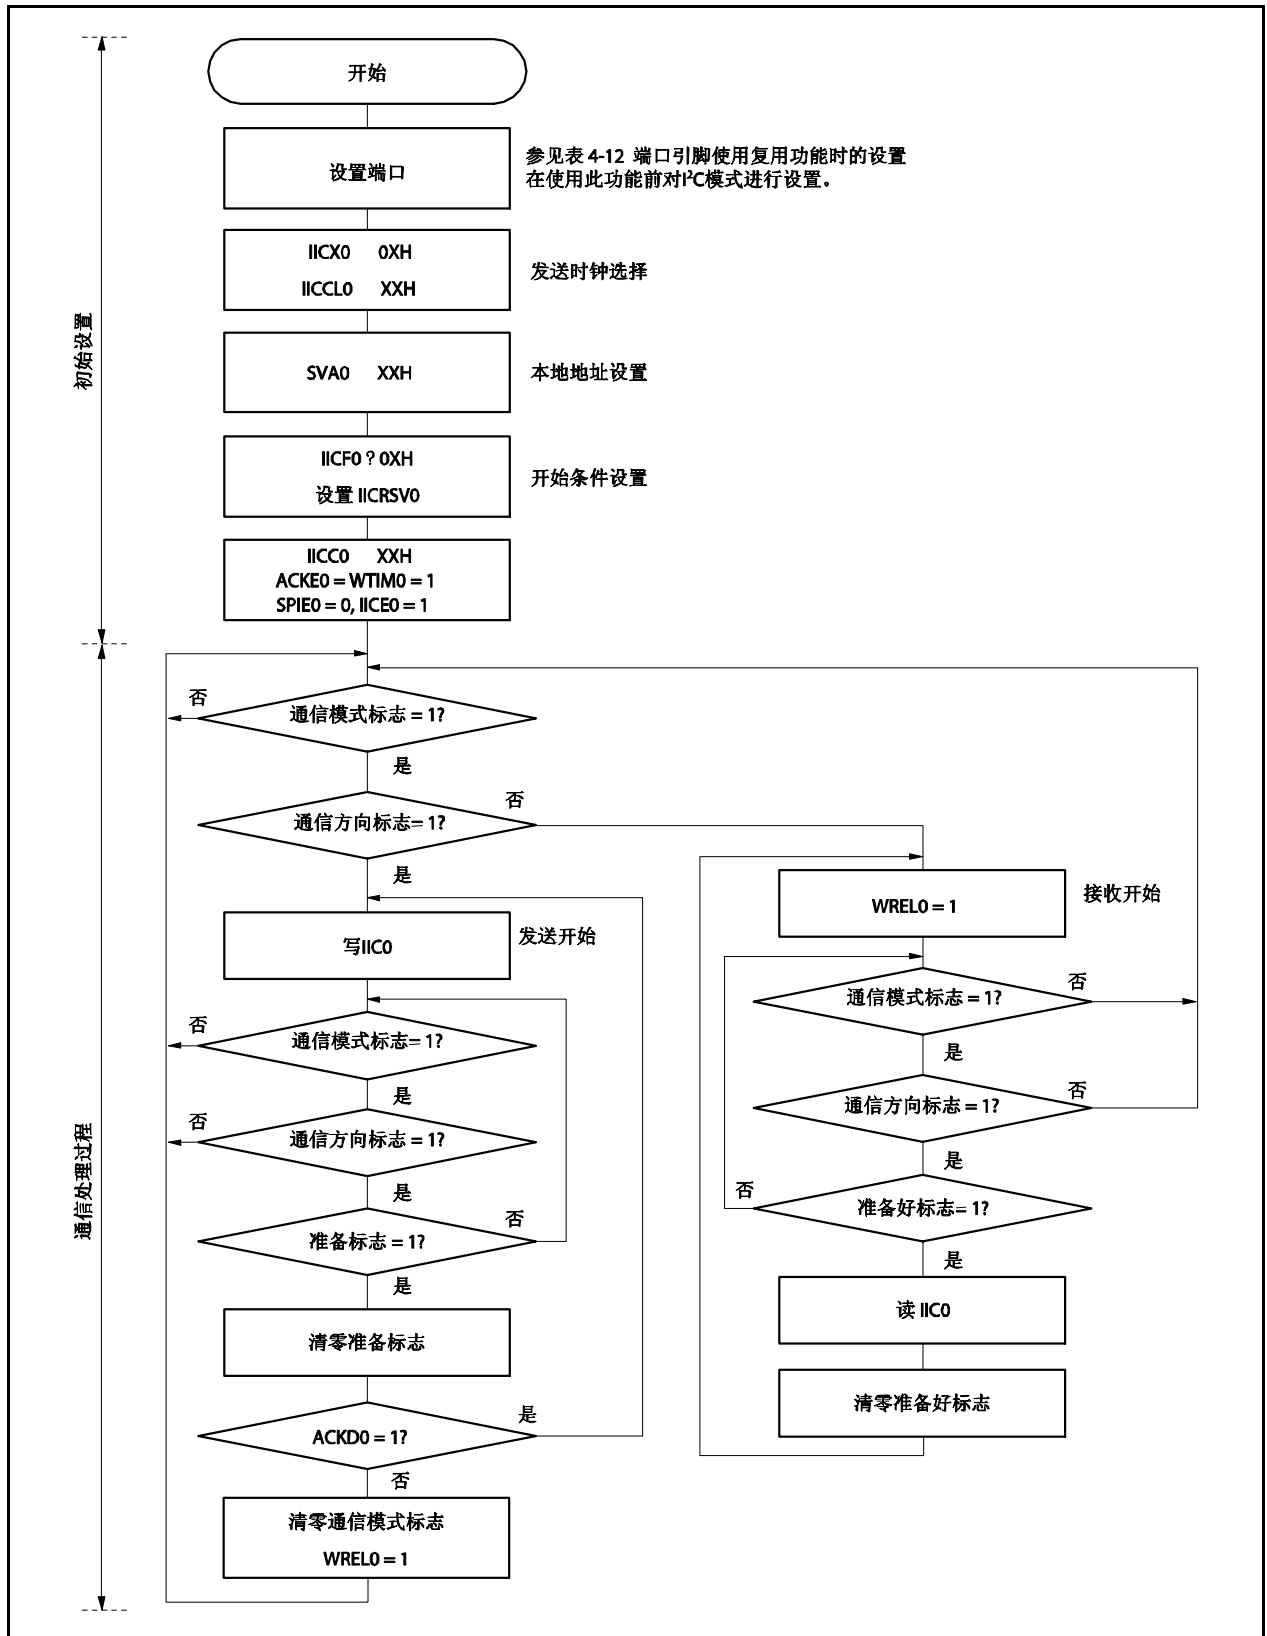 开始
设置端口
参见表 4-12 端口引脚使用复用功能时的设置
在使用此功能前对I²C模式进行设置。
IICX0 0XH
IICCL0 XXH
发送时钟选择
初始设置
SVA0 XXH
本地地址设置
IICF0 ? 0XH
设置 IICRSV0
开始条件设置
IICC0 XXH
ACKE0 = WTIM0 = 1
SPIE0 = 0, IICE0 = 1
否
通信模式标志 = 1?
是
否
通信方向标志= 1?
是
写IIC0
发送开始
否
通信模式标志= 1?
是
否
通信方向标志 = 1?
是
否
准备标志 = 1?
是
清零准备标志
是
ACKD0 = 1?
否
清零通信模式标志
WREL0 = 1
通信处理过程
WREL0 = 1
接收开始
否
通信模式标志 = 1?
是
否
通信方向标志 = 1?
是
否
准备好标志= 1?
是
读 IIC0
清零准备好标志